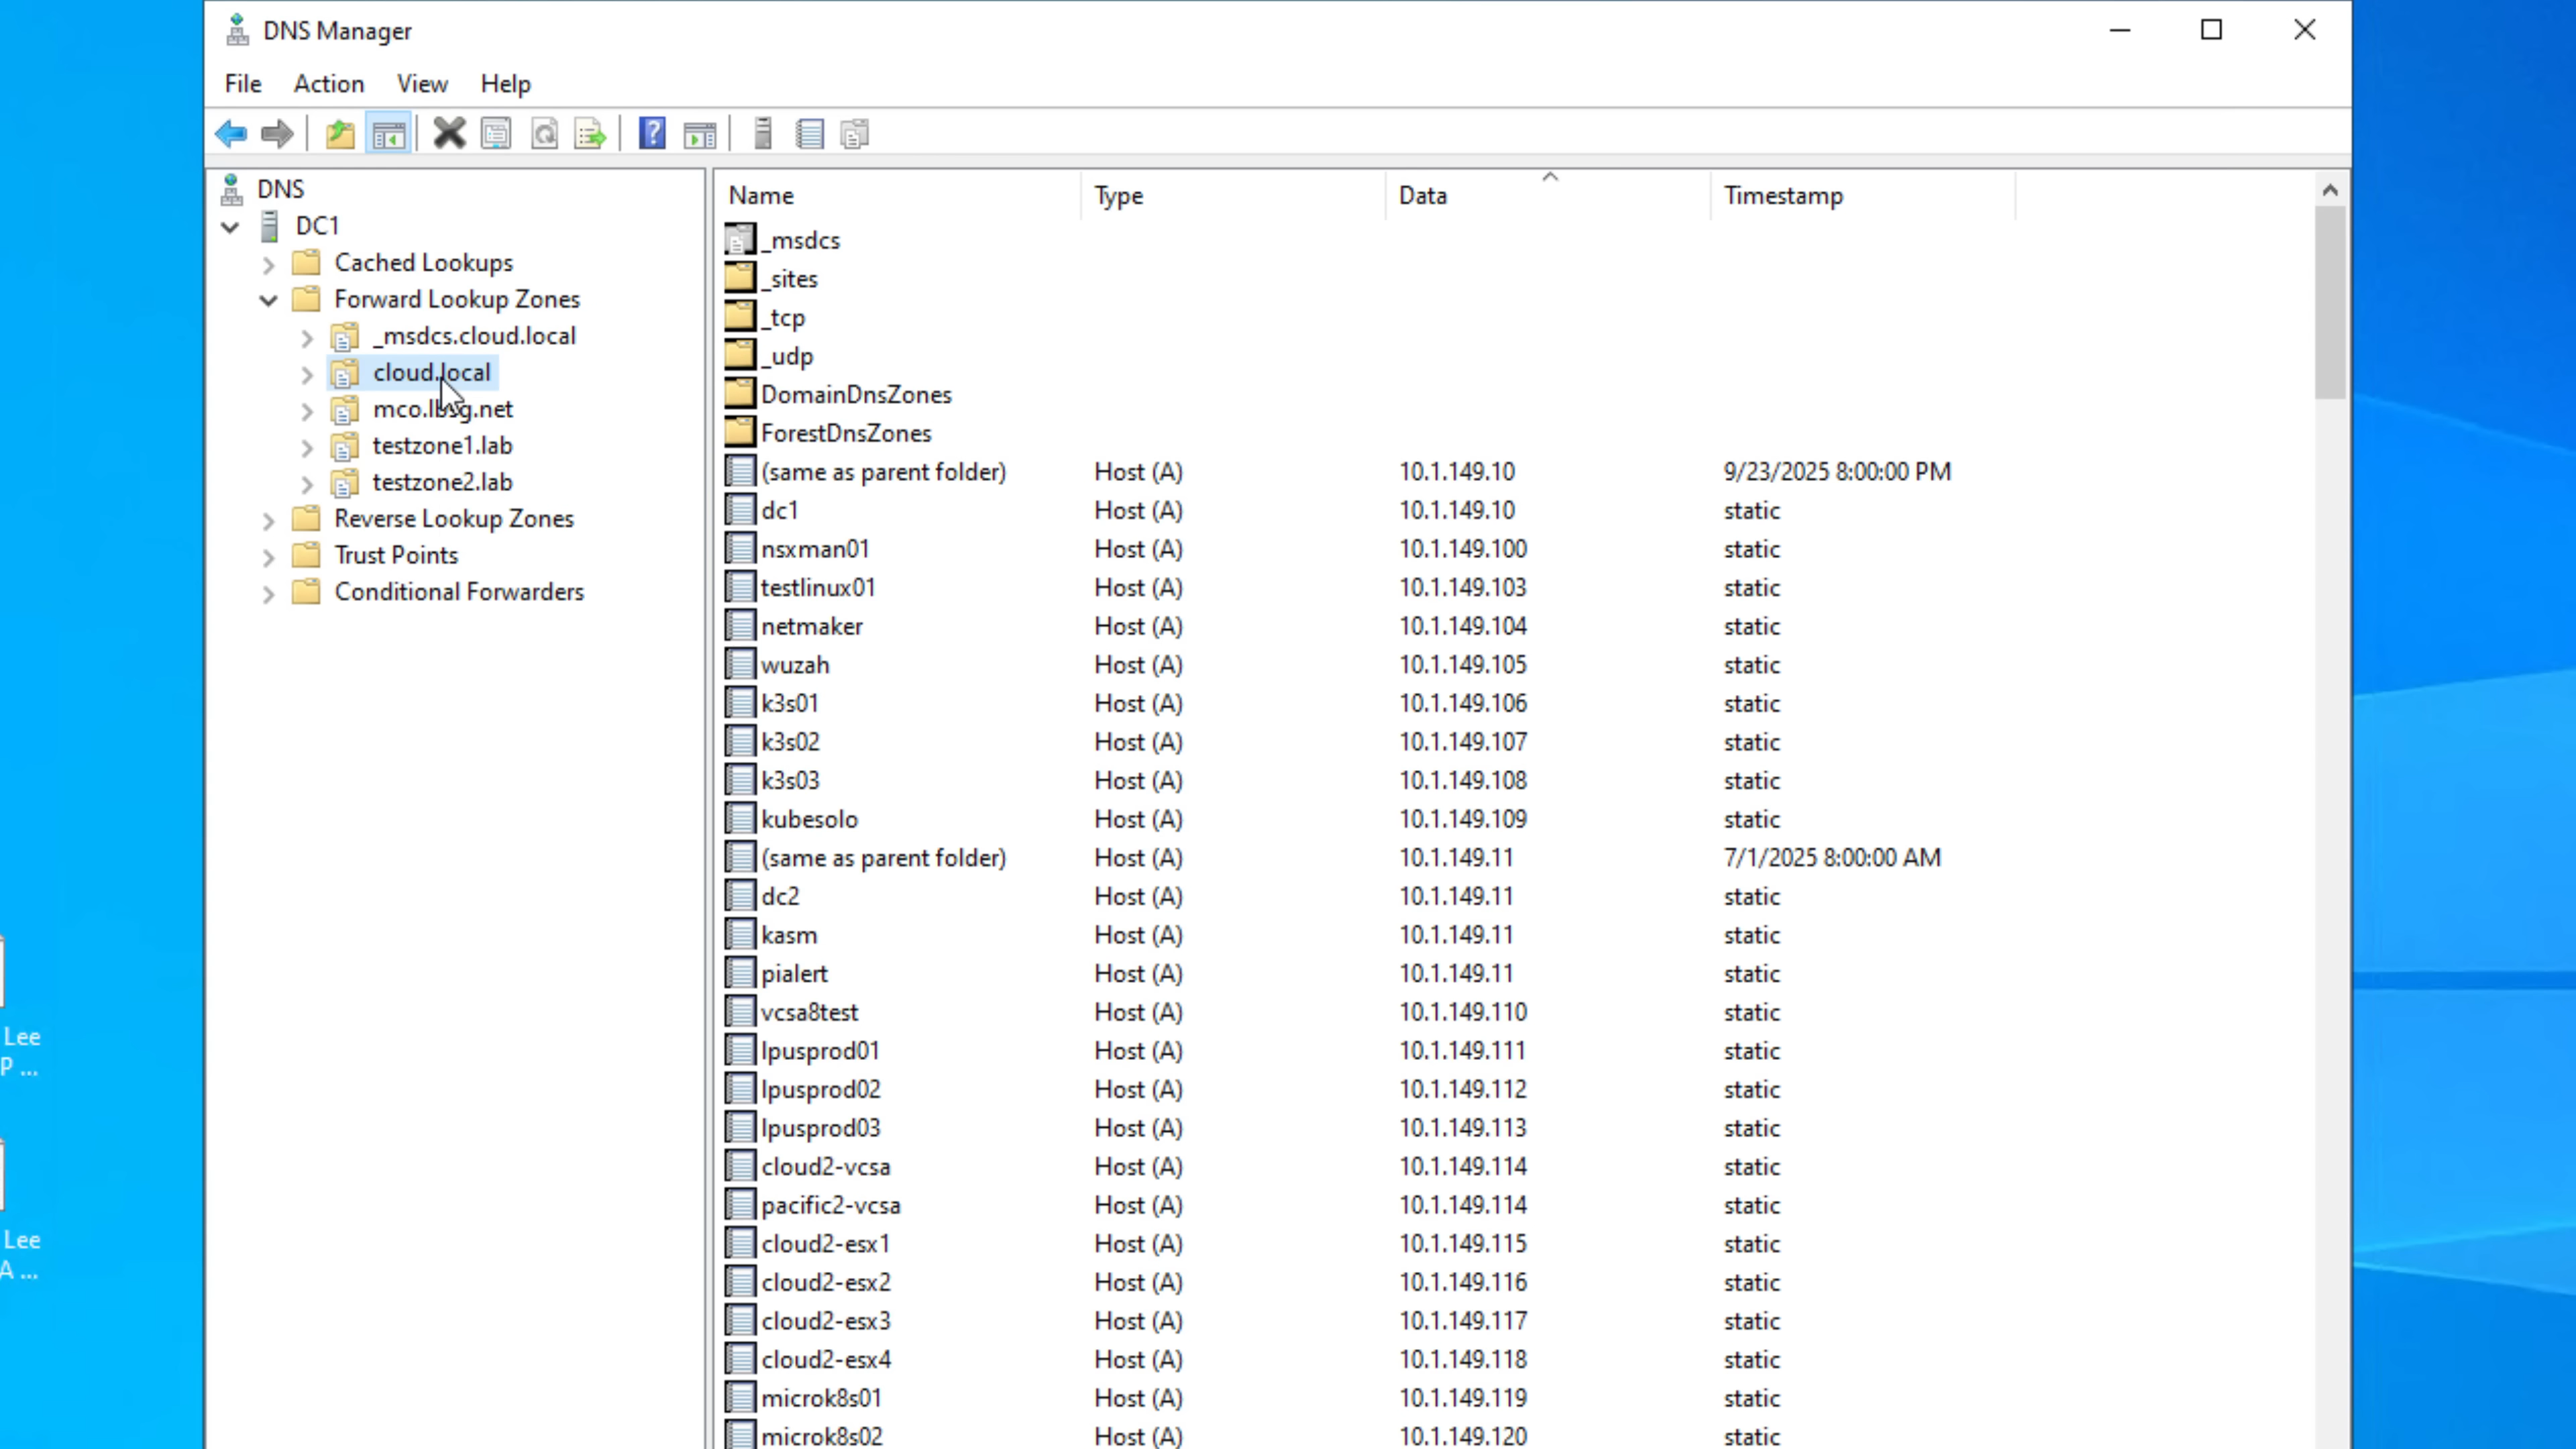 DNS Manager
File Action View Help
DNS
DC1
Cached Lookups
Forward Lookup Zones
_msdcs.cloud.local
cloud.local
mco.lbsg.net
testzone1.lab
testzone2.lab
Reverse Lookup Zones
Trust Points
Conditional Forwarders
Name Type Data Timestamp
_msdcs
_sites
_tcp
_udp
DomainDnsZones
ForestDnsZones
(same as parent folder) Host (A) 10.1.149.10 9/23/2025 8:00:00 PM
dc1 Host (A) 10.1.149.10 static
nsxman01 Host (A) 10.1.149.100 static
testlinux01 Host (A) 10.1.149.103 static
netmaker Host (A) 10.1.149.104 static
wuzah Host (A) 10.1.149.105 static
k3s01 Host (A) 10.1.149.106 static
k3s02 Host (A) 10.1.149.107 static
k3s03 Host (A) 10.1.149.108 static
kubesolo Host (A) 10.1.149.109 static
(same as parent folder) Host (A) 10.1.149.11 7/1/2025 8:00:00 AM
dc2 Host (A) 10.1.149.11 static
kasm Host (A) 10.1.149.11 static
pialert Host (A) 10.1.149.11 static
vcsa8test Host (A) 10.1.149.110 static
lpusprod01 Host (A) 10.1.149.111 static
lpusprod02 Host (A) 10.1.149.112 static
lpusprod03 Host (A) 10.1.149.113 static
cloud2-vcsa Host (A) 10.1.149.114 static
pacific2-vcsa Host (A) 10.1.149.114 static
cloud2-esx1 Host (A) 10.1.149.115 static
cloud2-esx2 Host (A) 10.1.149.116 static
cloud2-esx3 Host (A) 10.1.149.117 static
cloud2-esx4 Host (A) 10.1.149.118 static
microk8s01 Host (A) 10.1.149.119 static
microk8s02 Host (A) 10.1.149.120 static
Lee
P ...
Lee
A ...